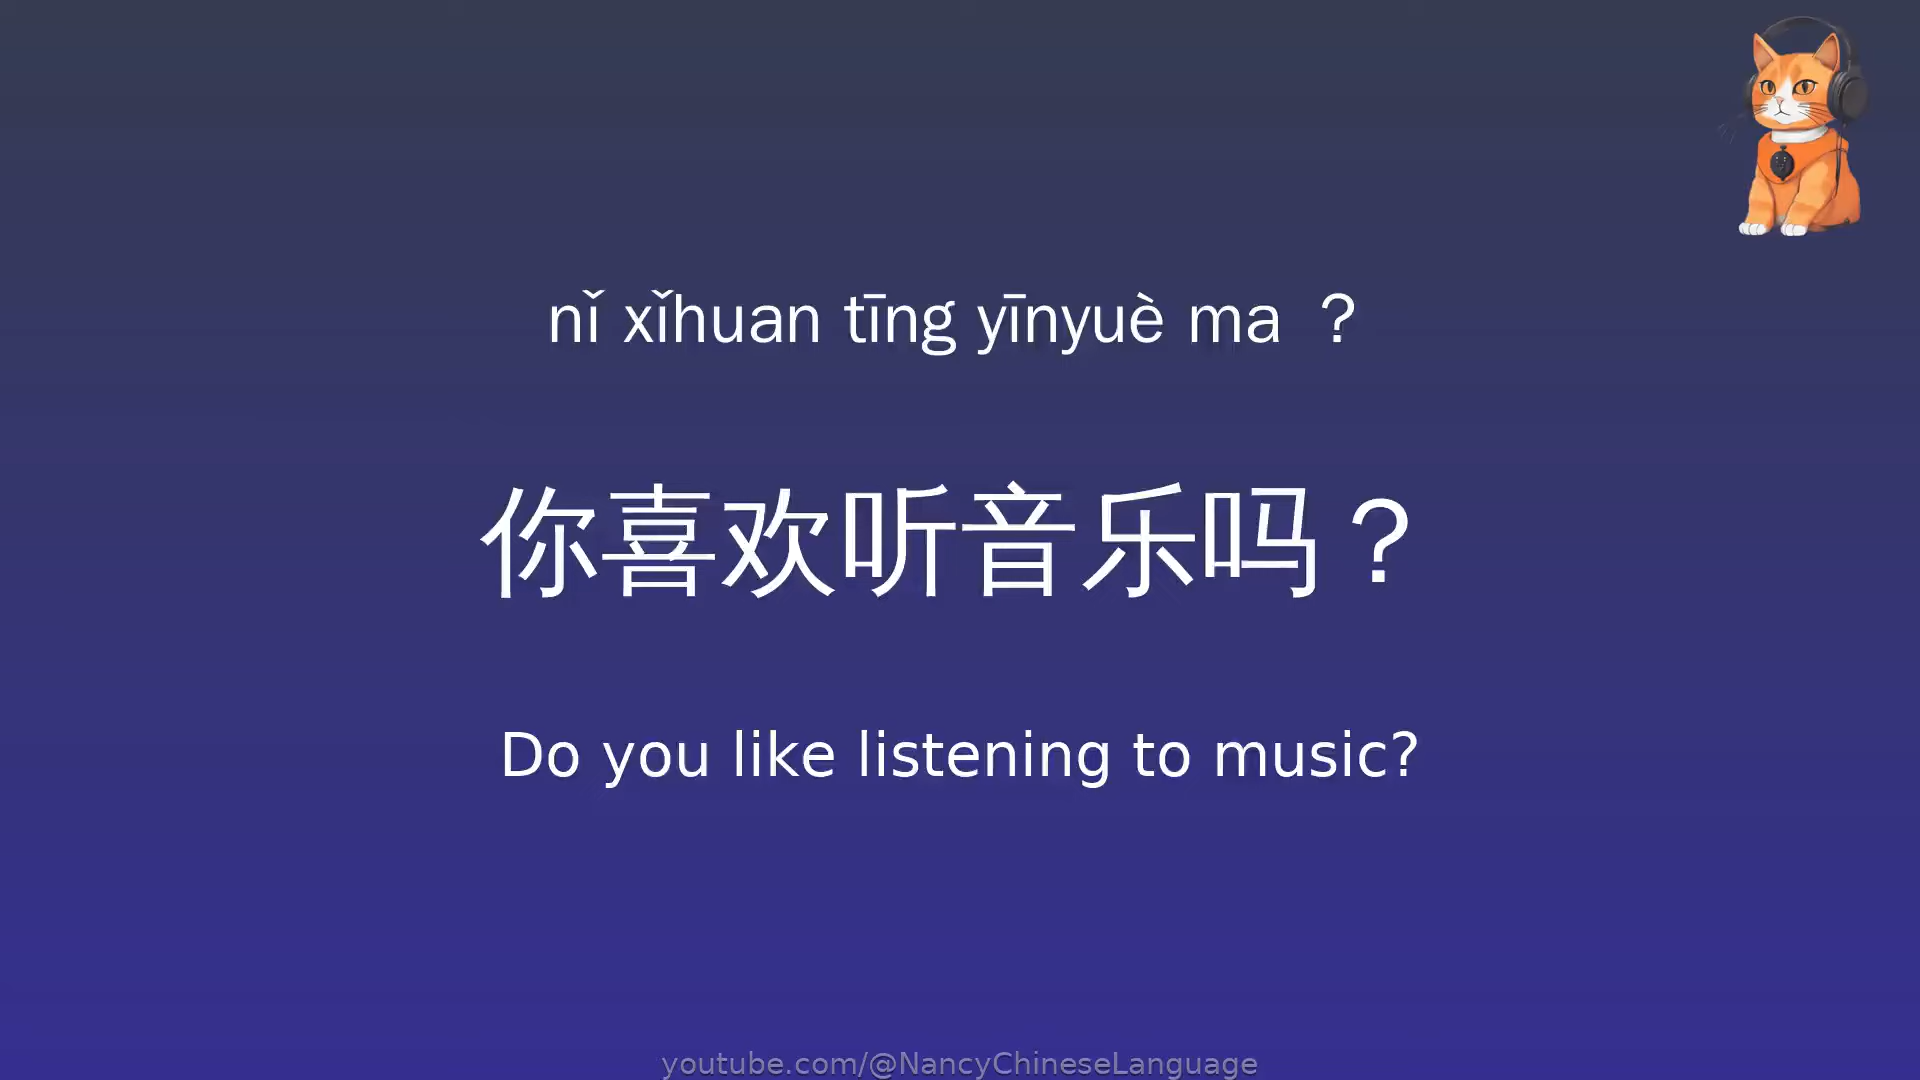 nǐ xǐhuan tīng yīnyuè ma ？
你喜欢听音乐吗？
Do you like listening to music?
youtube.com/@NancyChineseLanguage